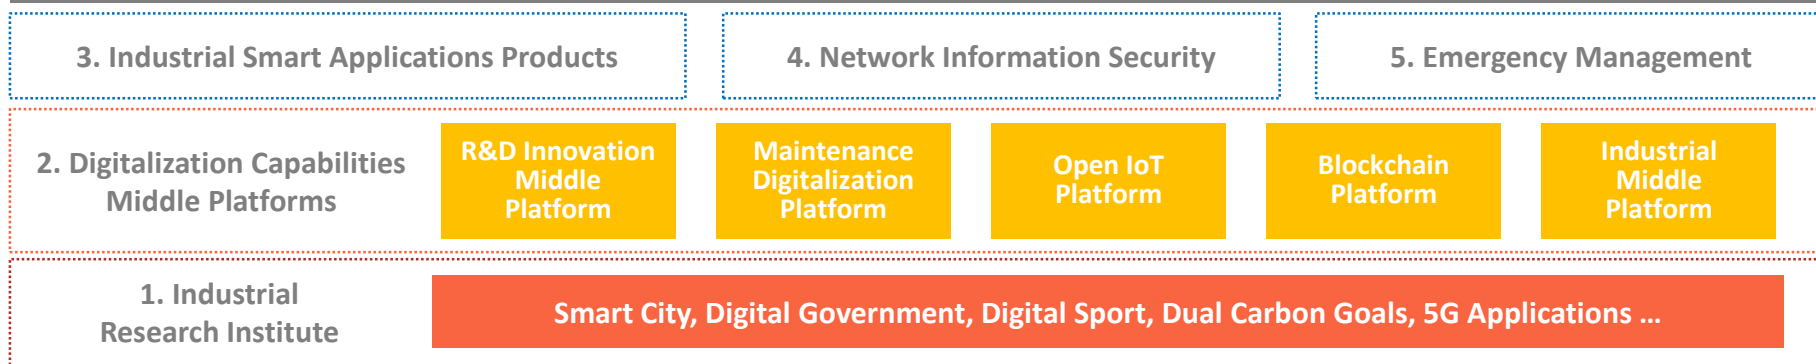 3. Industrial Smart Applications Products
4. Network Information Security
5. Emergency Management
2. Digitalization Capabilities
Middle Platforms
R&D Innovation
Middle
Platform
Maintenance
Digitalization
Platform
Open IoT
Platform
Blockchain
Platform
Industrial
Middle
Platform
1. Industrial
Research Institute
Smart City, Digital Government, Digital Sport, Dual Carbon Goals, 5G Applications ...